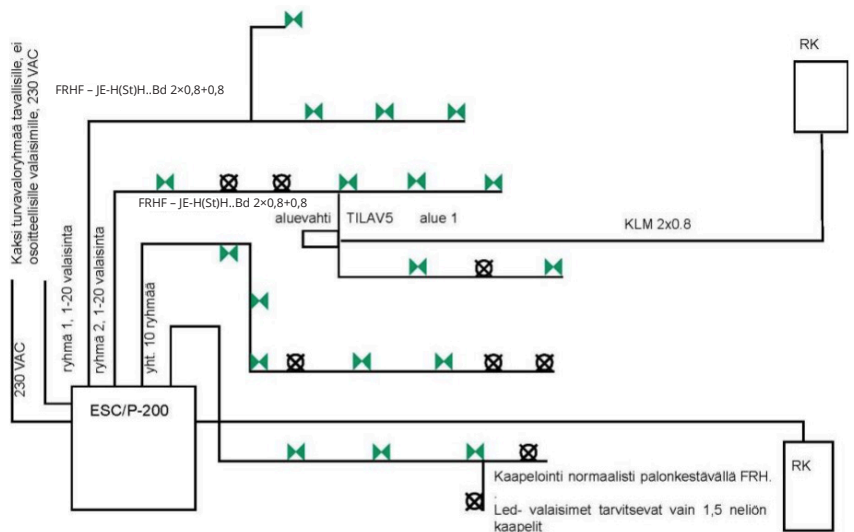 RK
FRHF – JE-H(St)H..Bd 2×0,8+0,8
Kaksi turvavaloryhmää tavallisille, ei
osoitteellisille valaisimille, 230 VAC
FRHF – JE-H(St)H..Bd 2×0,8+0,8
aluevahti TILAV5 alue 1
KLM 2x0.8
ryhmä 1, 1-20 valaisinta
ryhmä 2, 1-20 valaisinta
yht. 10 ryhmää
230 VAC
ESC/P-200
RK
Kaapelointi normaalisti palonkestävällä FRH.
.
Led- valaisimet tarvitsevat vain 1,5 neliön
kaapelit